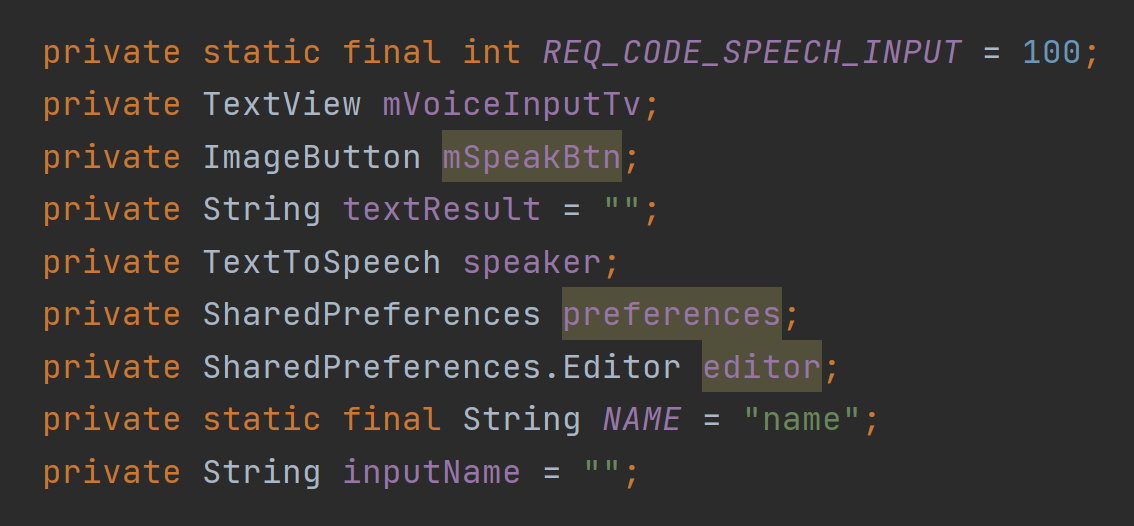 private static final int REQ_CODE_SPEECH_INPUT = 100;
private TextView mVoiceInputTv;
private ImageButton mSpeakBtn;
private String textResult = "";
private TextToSpeech speaker;
private SharedPreferences preferences;
private SharedPreferences.Editor editor;
private static final String NAME = "name";
private String inputName = "";